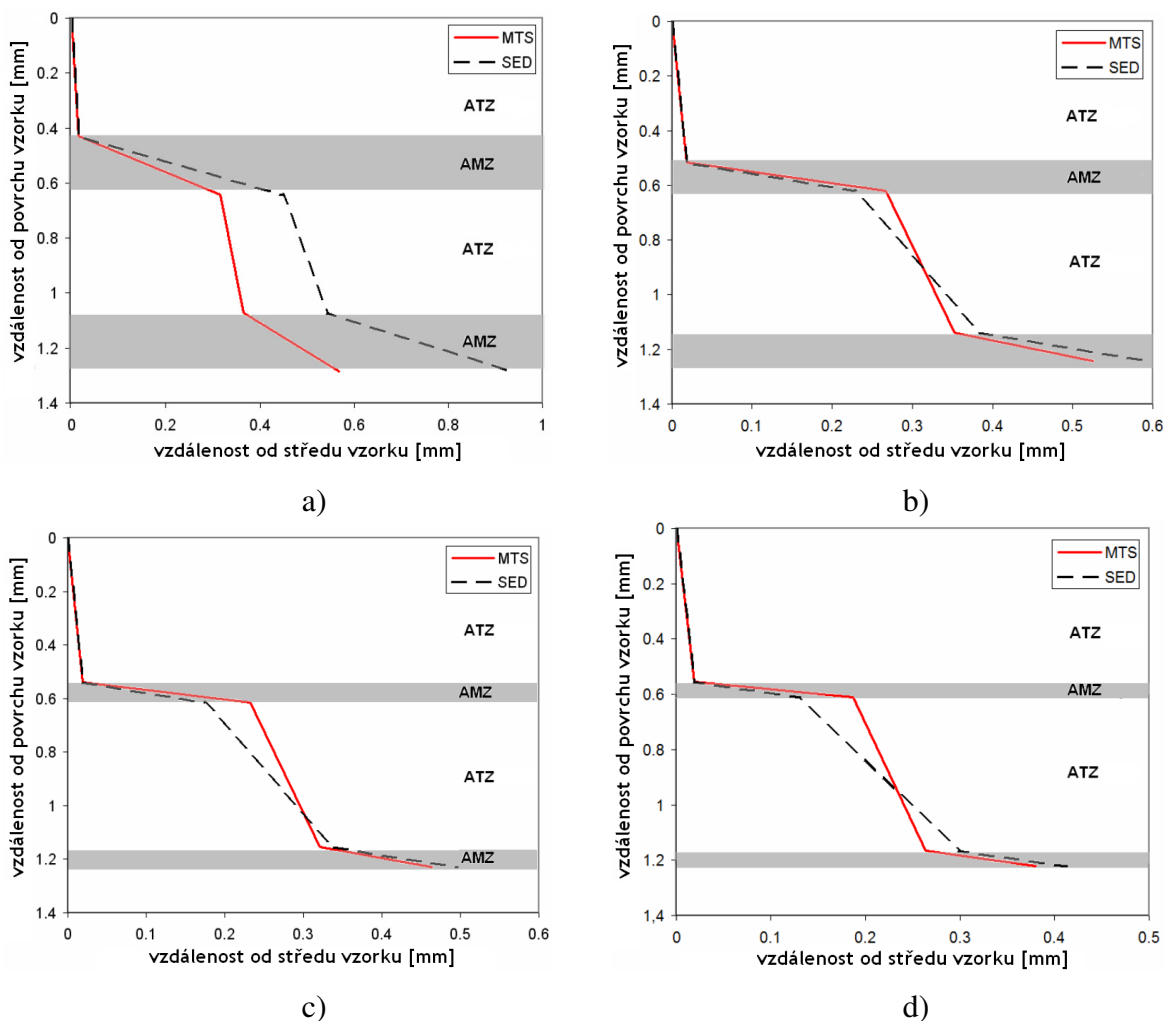 vzdálenost od povrchu vzorku [mm]
0
0.2
0.4
0.6
0.8
1
1.2
1.4
MTS
SED
ATZ
AMZ
ATZ
AMZ
0
0.2
0.4
0.6
0.8
1
vzdálenost od středu vzorku [mm]
a)
vzdálenost od povrchu vzorku [mm]
0
0.2
0.4
0.6
0.8
1
1.2
1.4
MTS
SED
ATZ
AMZ
ATZ
0
0.1
0.2
0.3
0.4
0.5
0.6
vzdálenost od středu vzorku [mm]
b)
vzdálenost od povrchu vzorku [mm]
0
0.2
0.4
0.6
0.8
1
1.2
1.4
MTS
SED
ATZ
AMZ
ATZ
AMZ
0
0.1
0.2
0.3
0.4
0.5
0.6
vzdálenost od středu vzorku [mm]
c)
vzdálenost od povrchu vzorku [mm]
0
0.2
0.4
0.6
0.8
1
1.2
1,4
MTS
SED
ATZ
AMZ
ATZ
0
0.1
0.2
0.3
0.4
0.5
vzdálenost od středu vzorku [mm]
d)